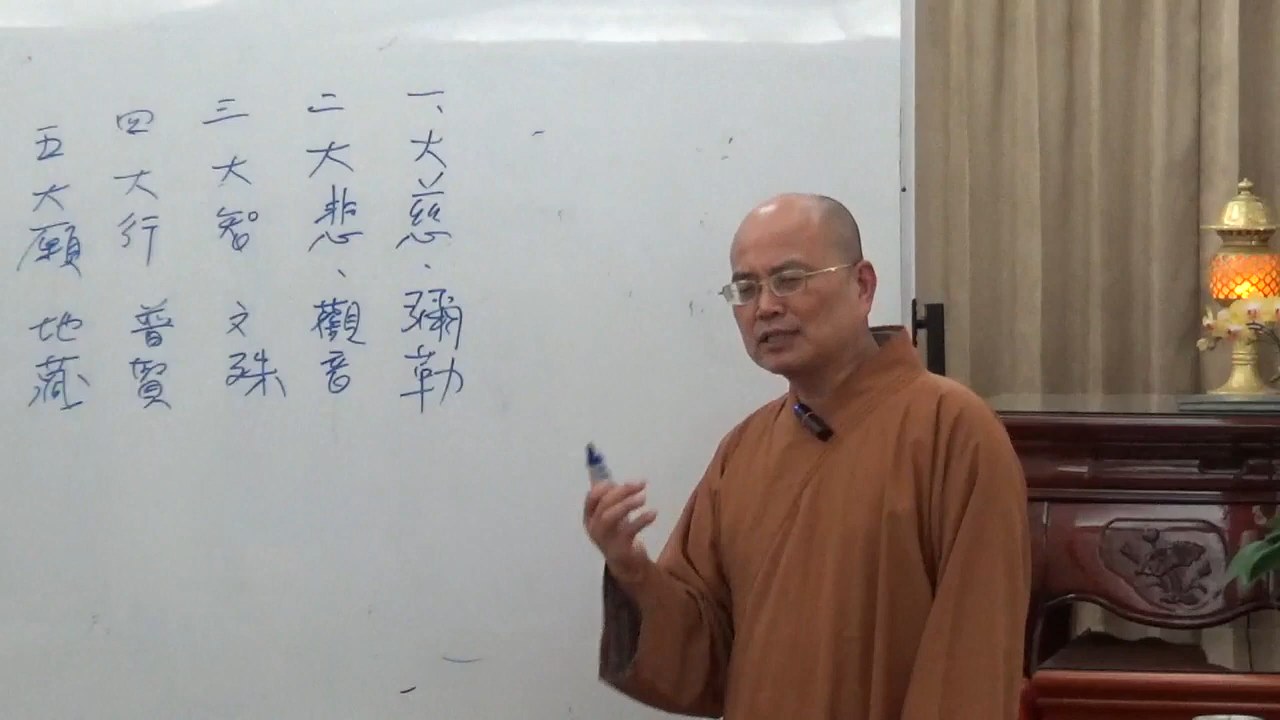 一、大慈、彌勒
二大悲、觀音
三大智 文殊
四大行 普賢
五大願 地藏